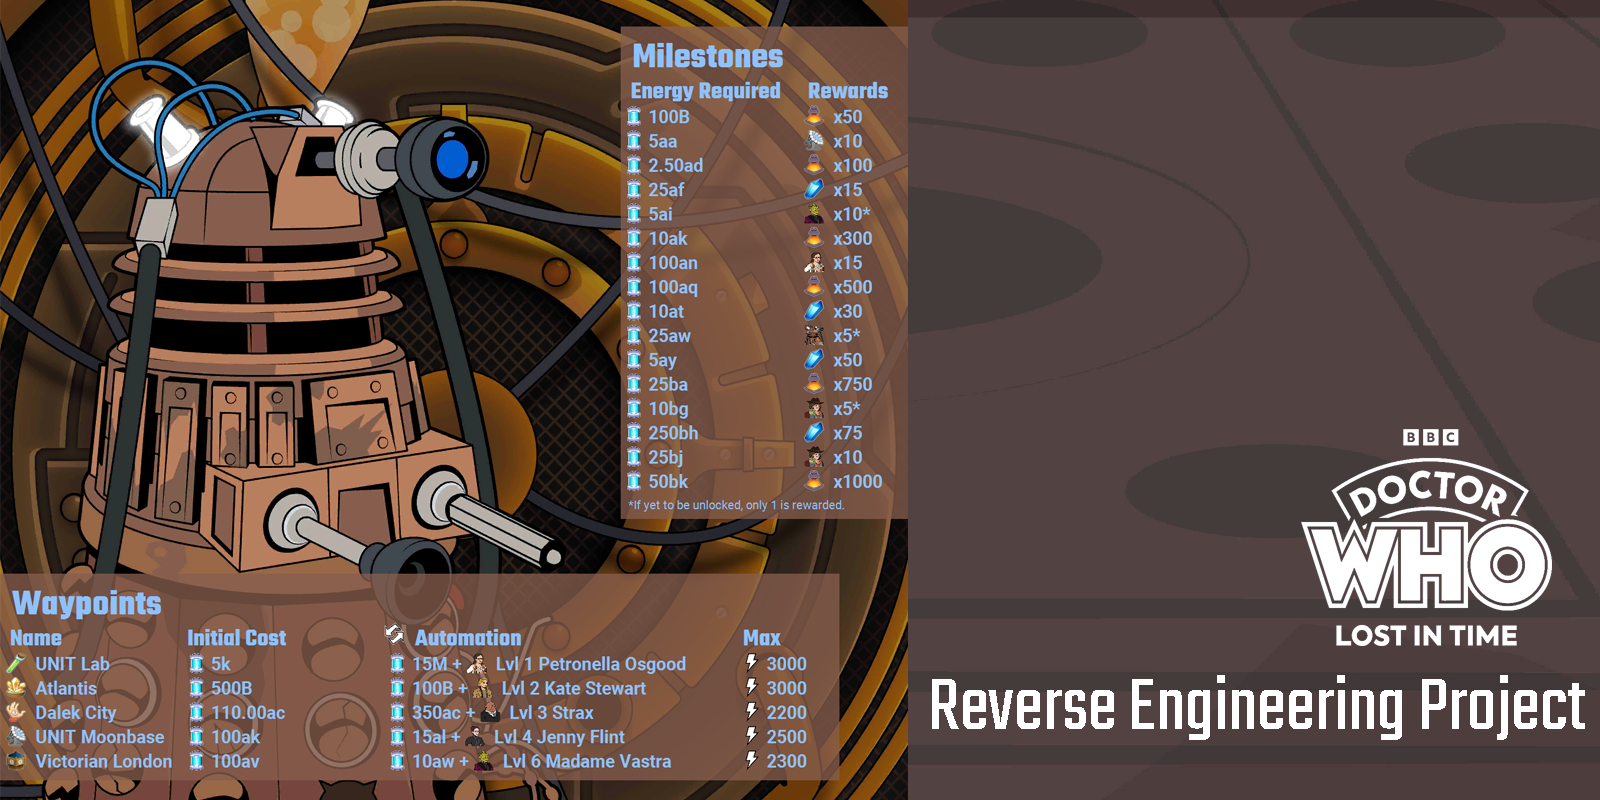 Milestones
Energy Required Rewards
100B x50
5aa x10
2.50ad x100
25af x15
5ai x10*
10ak x300
100an x15
100aq x500
10at x30
25aw x5*
5ay x50
25ba x750
10bg x5*
250bh x75
25bj x10
50bk x1000
*If yet to be unlocked, only 1 is rewarded.
Waypoints
Name Initial Cost Automation Max
UNIT Lab 5k 15M + Lvl 1 Petronella Osgood 3000
Atlantis 500B 100B + Lvl 2 Kate Stewart 3000
Dalek City 110.00ac 350ac + Lvl 3 Strax 2200
UNIT Moonbase 100ak 15al + Lvl 4 Jenny Flint 2500
Victorian London 100av 10aw + Lvl 6 Madame Vastra 2300
BBC
DOCTOR
WHO
LOST IN TIME
Reverse Engineering Project